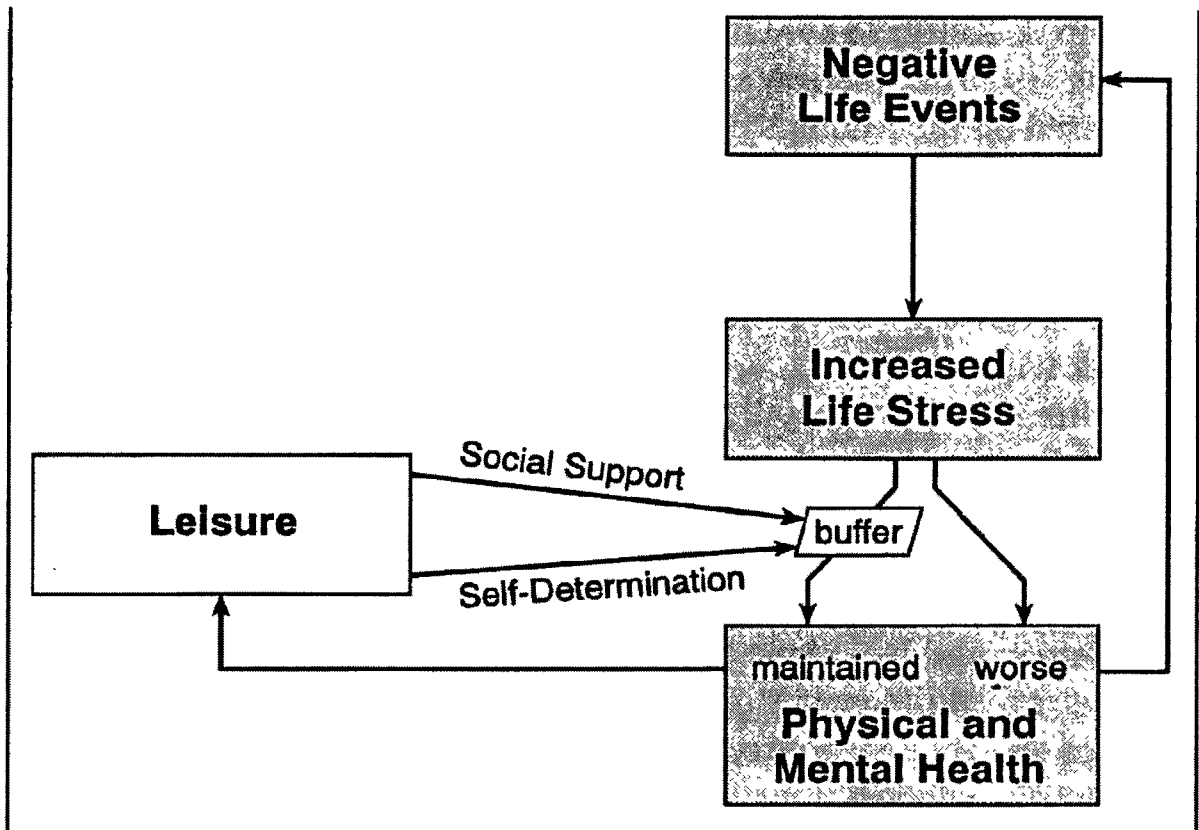 Negative
Life Events
Increased
Life Stress
Social Support
Leisure
buffer
Self-Determination
maintained worse
Physical and
Mental Health